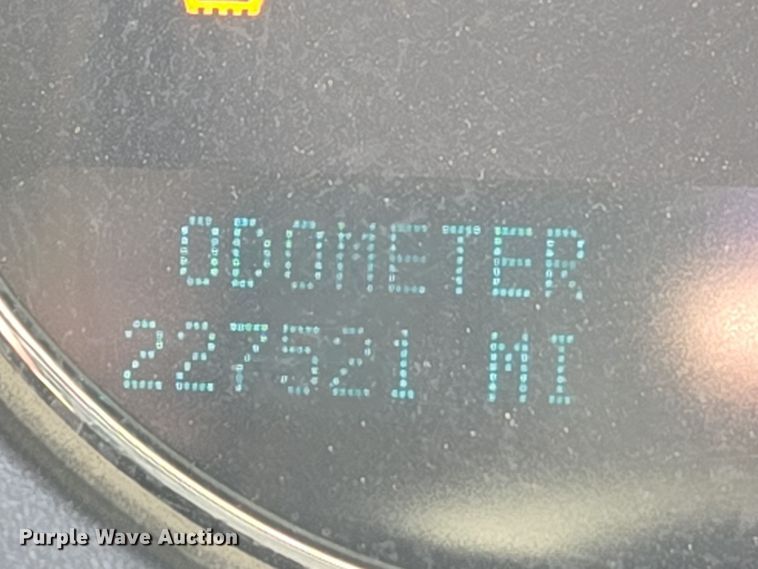 ODOMETER
227521 MI
Purple Wave Auction